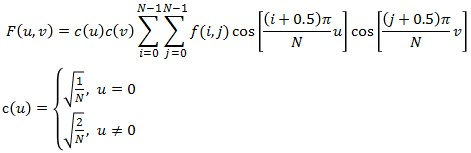 F(u,v) = c(u)c(v) ∑_{i=0}^{N-1} ∑_{j=0}^{N-1} f(i,j) cos[(i+0.5)π/N u] cos[(j+0.5)π/N v]
c(u) = { √(1/N), u = 0
√(2/N), u ≠ 0